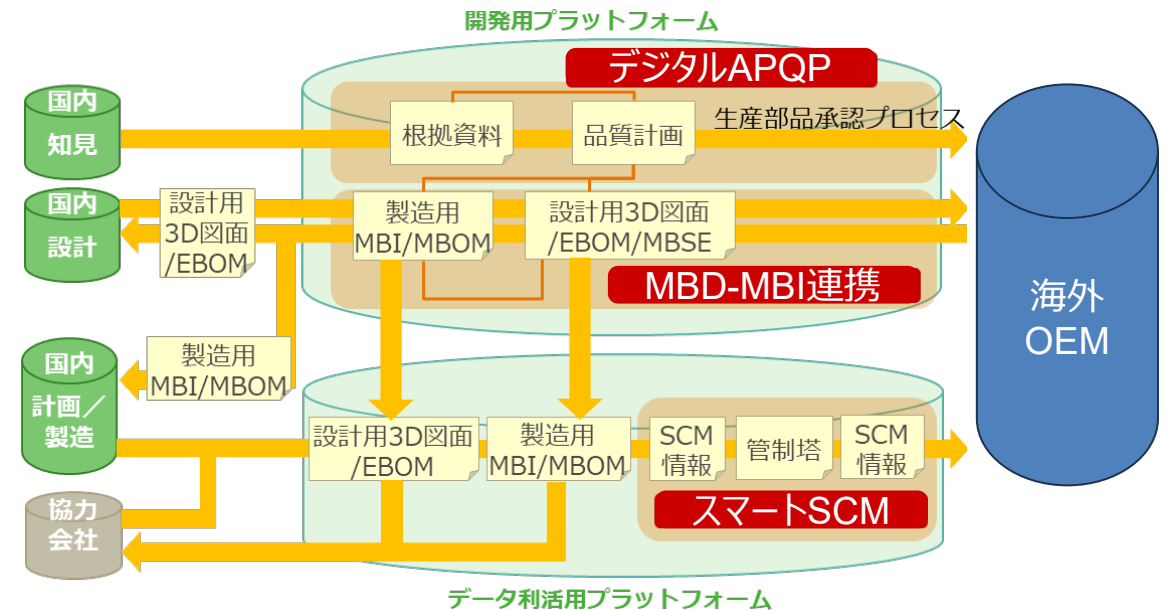 開発用プラットフォーム
デジタルAPQP
国内
知見
根拠資料
品質計画
生産部品承認プロセス
国内
設計
設計用
3D図面
/EBOM
製造用
MBI/MBOM
設計用3D図面
/EBOM/MBSE
MBD-MBI連携
海外
OEM
国内
計画／
製造
製造用
MBI/MBOM
設計用3D図面
/EBOM
製造用
MBI/MBOM
SCM
情報
管制塔
SCM
情報
スマートSCM
協力
会社
データ利活用プラットフォーム